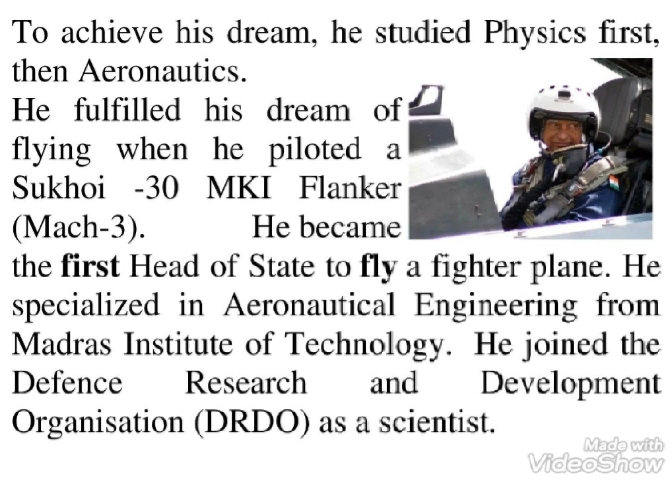 To achieve his dream, he studied Physics first,
then Aeronautics.
He fulfilled his dream of
flying when he piloted a
Sukhoi -30 MKI Flanker
(Mach-3). He became
the first Head of State to fly a fighter plane. He
specialized in Aeronautical Engineering from
Madras Institute of Technology. He joined the
Defence Research and Development
Organisation (DRDO) as a scientist.
Made with
VideoShow